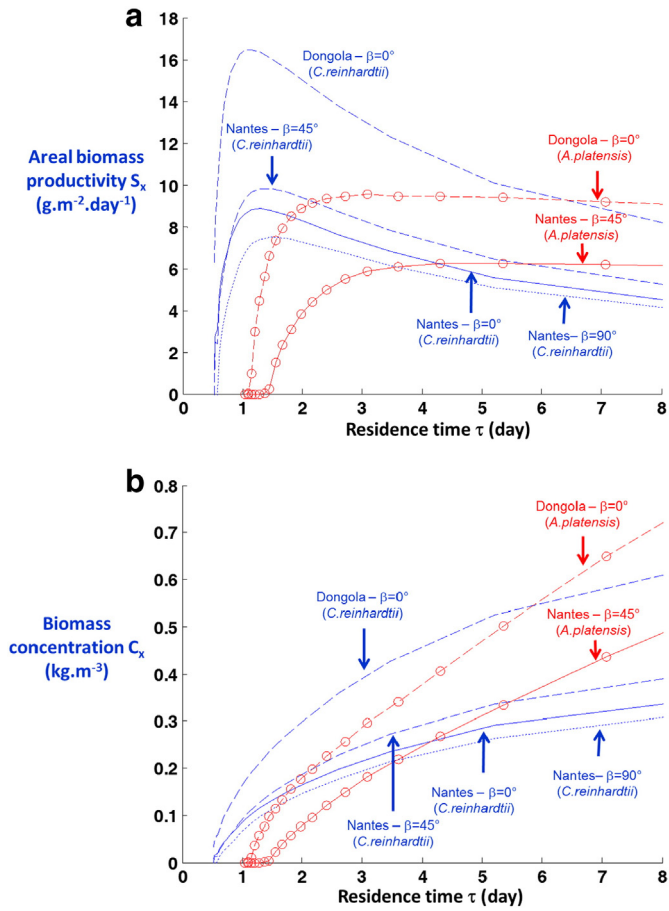 a
18
16
14
12
10
8
6
4
2
0
Areal biomass
productivity Sₓ
(g.m⁻².day⁻¹)
Dongola – β=0°
(C.reinhardtii)
Nantes – β=45°
(C.reinhardtii)
Dongola – β=0°
(A.platensis)
Nantes – β=45°
(A.platensis)
Nantes – β=0°
(C.reinhardtii)
Nantes– β=90°
(C.reinhardtii)
0 1 2 3 4 5 6 7 8
Residence time τ (day)
b
0.8
0.7
0.6
0.5
0.4
0.3
0.2
0.1
0
Biomass
concentration Cₓ
(kg.m⁻³)
Dongola – β=0°
(A.platensis)
Dongola – β=0°
(C.reinhardtii)
Nantes – β=45°
(A.platensis)
Nantes– β=90°
(C.reinhardtii)
Nantes – β=0°
(C.reinhardtii)
Nantes – β=45°
(C.reinhardtii)
0 1 2 3 4 5 6 7 8
Residence time τ (day)